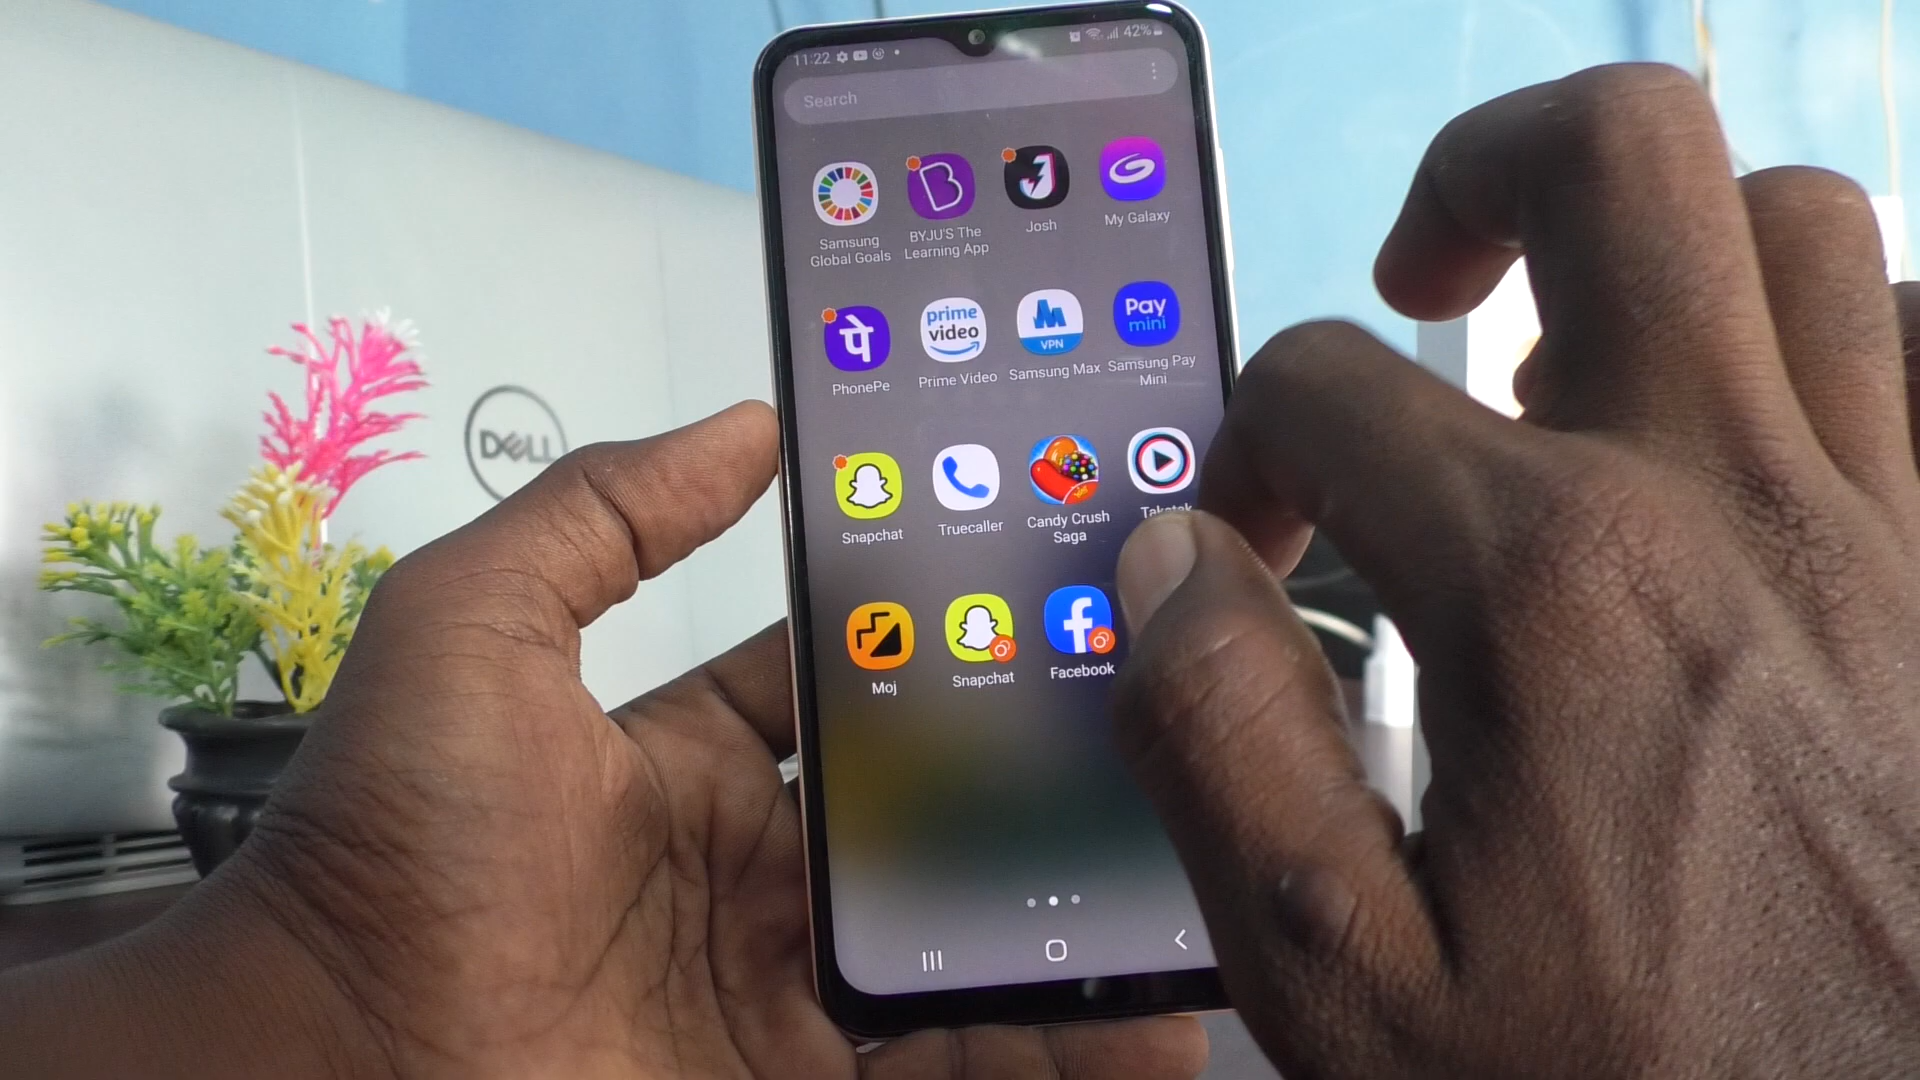 11:22
42%
Search
Samsung
Global Goals
B
BYJU'S The
Learning App
J
Josh
My Galaxy
पे
PhonePe
prime
video
Prime Video
VPN
Samsung Max
Pay
mini
Samsung Pay
Mini
Snapchat
Truecaller
Candy Crush
Saga
Takatak
Moj
Snapchat
f
Facebook
DELL